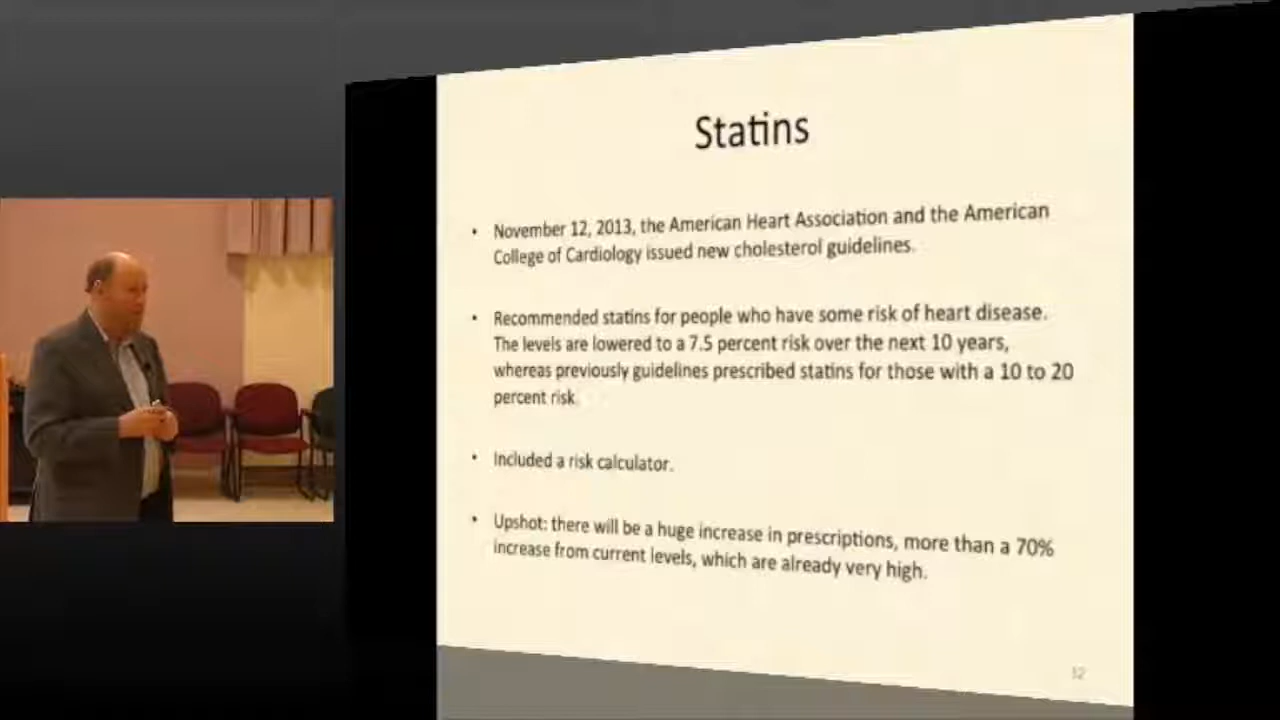 Statins
• November 12, 2013, the American Heart Association and the American
College of Cardiology issued new cholesterol guidelines.
• Recommended statins for people who have some risk of heart disease.
The levels are lowered to a 7.5 percent risk over the next 10 years,
whereas previously guidelines prescribed statins for those with a 10 to 20
percent risk.
• Included a risk calculator.
• Upshot: there will be a huge increase in prescriptions, more than a 70%
increase from current levels, which are already very high.